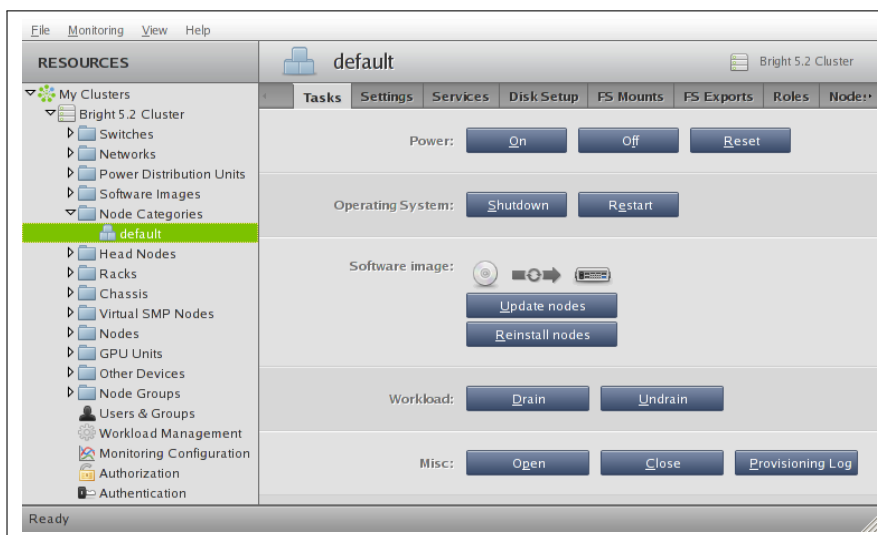 File Monitoring View Help
RESOURCES
default
Bright 5.2 Cluster
My Clusters
Bright 5.2 Cluster
Switches
Networks
Power Distribution Units
Software Images
Node Categories
default
Head Nodes
Racks
Chassis
Virtual SMP Nodes
Nodes
GPU Units
Other Devices
Node Groups
Users & Groups
Workload Management
Monitoring Configuration
Authorization
Authentication
Tasks Settings Services Disk Setup FS Mounts FS Exports Roles Nodes
Power: On Off Reset
Operating System: Shutdown Restart
Software image:
Update nodes
Reinstall nodes
Workload: Drain Undrain
Misc: Open Close Provisioning Log
Ready